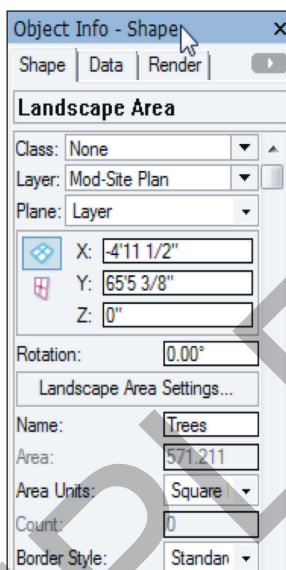 Object Info - Shape
Shape Data Render
Landscape Area
Class: None
Layer: Mod-Site Plan
Plane: Layer
X: -4'11 1/2"
Y: 65'5 3/8"
Z: 0"
Rotation: 0.00°
Landscape Area Settings...
Name: Trees
Area: 571.211
Area Units: Square
Count: 0
Border Style: Standar